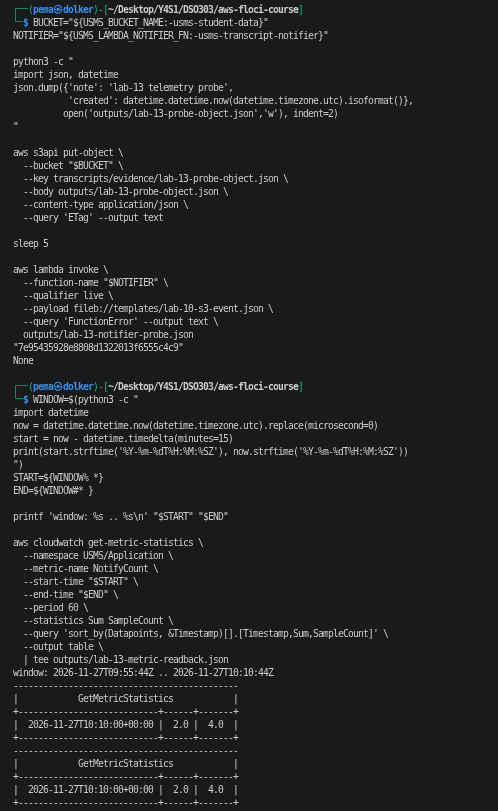 ┌──(pema㉿dolker)-[~/Desktop/Y4S1/DSO303/aws-floci-course]
└─$ BUCKET="${USMS_BUCKET_NAME:-usms-student-data}"
NOTIFIER="${USMS_LAMBDA_NOTIFIER_FN:-usms-transcript-notifier}"

python3 -c "
import json, datetime
json.dump({'note': 'lab-13 telemetry probe',
           'created': datetime.datetime.now(datetime.timezone.utc).isoformat()},
          open('outputs/lab-13-probe-object.json','w'), indent=2)
"

aws s3api put-object \
  --bucket "$BUCKET" \
  --key transcripts/evidence/lab-13-probe-object.json \
  --body outputs/lab-13-probe-object.json \
  --content-type application/json \
  --query 'ETag' --output text

sleep 5

aws lambda invoke \
  --function-name "$NOTIFIER" \
  --qualifier live \
  --payload fileb://templates/lab-10-s3-event.json \
  --query 'FunctionError' --output text \
  outputs/lab-13-notifier-probe.json
"7e95435928e8808d1322013f6555c4c9"
None

┌──(pema㉿dolker)-[~/Desktop/Y4S1/DSO303/aws-floci-course]
└─$ WINDOW=$(python3 -c "
import datetime
now = datetime.datetime.now(datetime.timezone.utc).replace(microsecond=0)
start = now - datetime.timedelta(minutes=15)
print(start.strftime('%Y-%m-%dT%H:%M:%SZ'), now.strftime('%Y-%m-%dT%H:%M:%SZ'))
")
START=${WINDOW% *}
END=${WINDOW#* }

printf 'window: %s .. %s\n' "$START" "$END"

aws cloudwatch get-metric-statistics \
  --namespace USMS/Application \
  --metric-name NotifyCount \
  --start-time "$START" \
  --end-time "$END" \
  --period 60 \
  --statistics Sum SampleCount \
  --query 'sort_by(Datapoints, &Timestamp)[].[Timestamp,Sum,SampleCount]' \
  --output table \
  | tee outputs/lab-13-metric-readback.json
window: 2026-11-27T09:55:44Z .. 2026-11-27T10:10:44Z
---------------------------------------------
|            GetMetricStatistics            |
+----------------------------+------+-------+
|  2026-11-27T10:10:00+00:00 |  2.0 |  4.0  |
+----------------------------+------+-------+
---------------------------------------------
|            GetMetricStatistics            |
+----------------------------+------+-------+
|  2026-11-27T10:10:00+00:00 |  2.0 |  4.0  |
+----------------------------+------+-------+